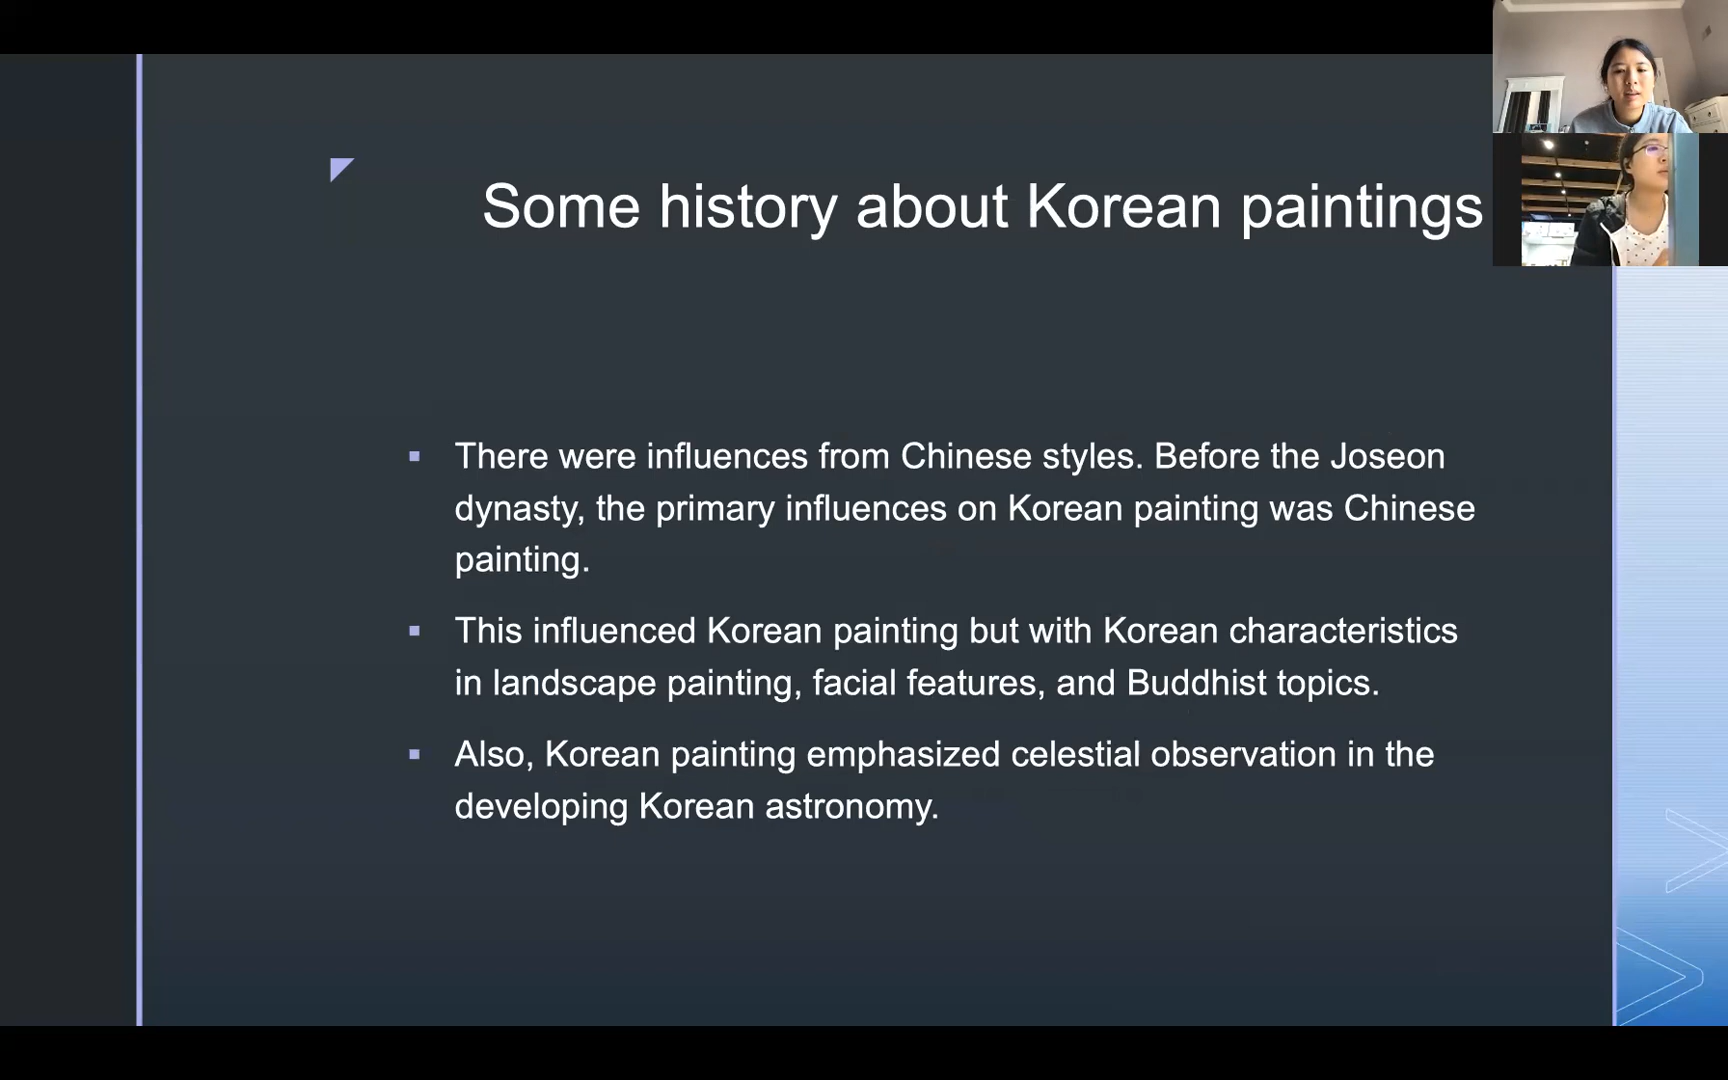 Some history about Korean paintings
There were influences from Chinese styles. Before the Joseon
dynasty, the primary influences on Korean painting was Chinese
painting.
This influenced Korean painting but with Korean characteristics
in landscape painting, facial features, and Buddhist topics.
Also, Korean painting emphasized celestial observation in the
developing Korean astronomy.